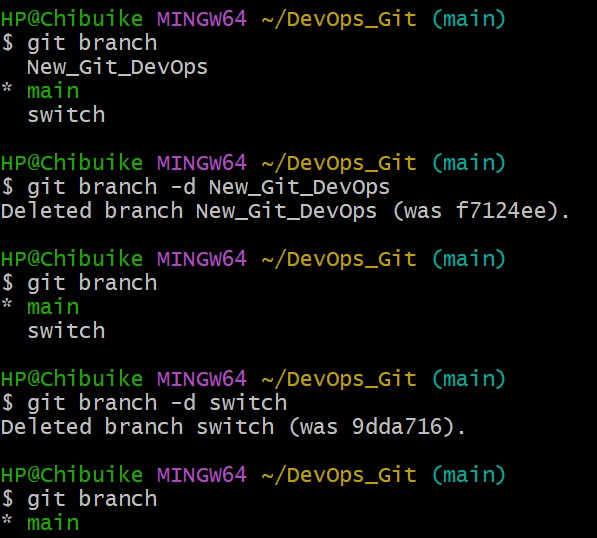 HP@Chibuike MINGW64 ~/DevOps_Git (main)
$ git branch
  New_Git_DevOps
* main
  switch

HP@Chibuike MINGW64 ~/DevOps_Git (main)
$ git branch -d New_Git_DevOps
Deleted branch New_Git_DevOps (was f7124ee).

HP@Chibuike MINGW64 ~/DevOps_Git (main)
$ git branch
* main
  switch

HP@Chibuike MINGW64 ~/DevOps_Git (main)
$ git branch -d switch
Deleted branch switch (was 9dda716).

HP@Chibuike MINGW64 ~/DevOps_Git (main)
$ git branch
* main